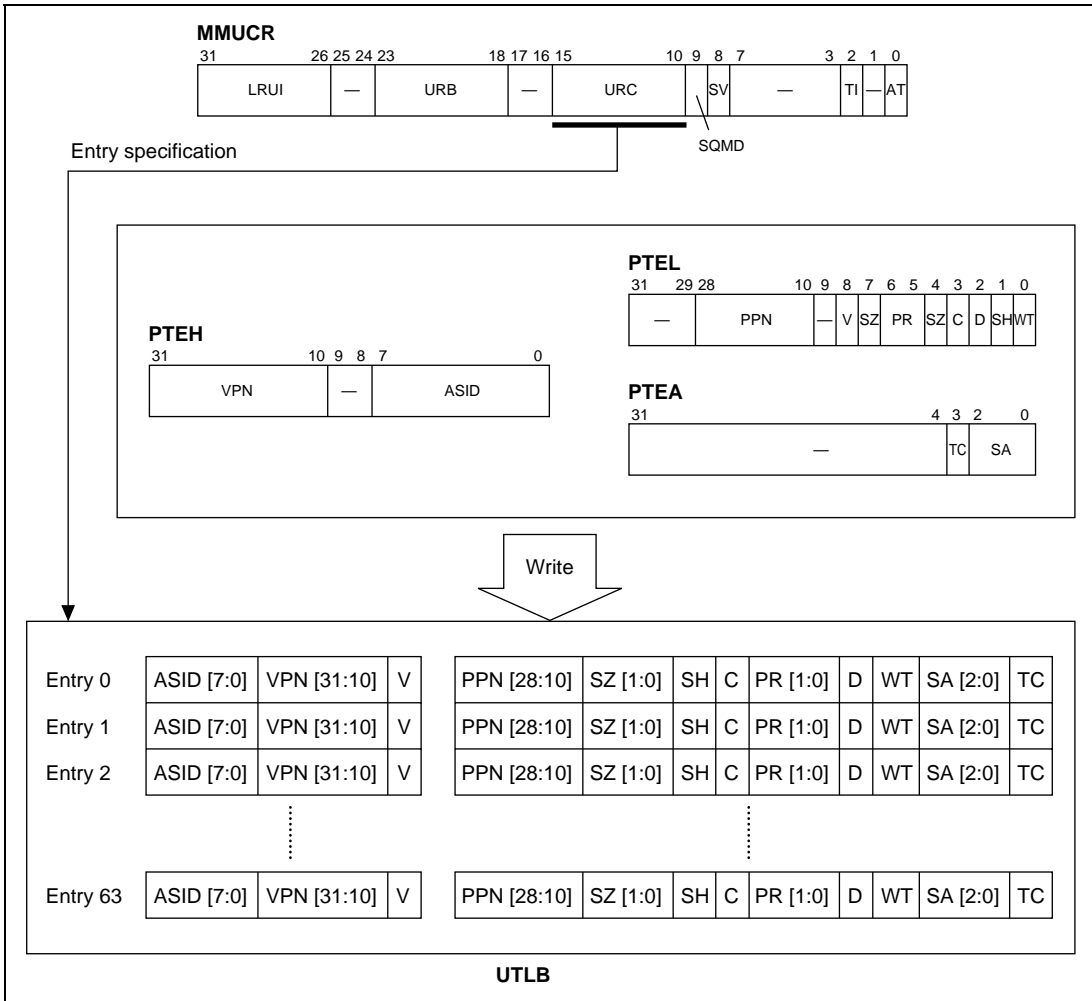 MMUCR
31 26 25 24 23 18 17 16 15 10 9 8 7 3 2 1 0
LRUI — URB — URC SV — TI — AT
SQMD
Entry specification
PTEL
31 29 28 10 9 8 7 6 5 4 3 2 1 0
— PPN — V SZ PR SZ C D SH WT
PTEH
31 10 9 8 7 0
VPN — ASID
PTEA
31 4 3 2 0
— TC SA
Write
Entry 0 ASID [7:0] VPN [31:10] V PPN [28:10] SZ [1:0] SH C PR [1:0] D WT SA [2:0] TC
Entry 1 ASID [7:0] VPN [31:10] V PPN [28:10] SZ [1:0] SH C PR [1:0] D WT SA [2:0] TC
Entry 2 ASID [7:0] VPN [31:10] V PPN [28:10] SZ [1:0] SH C PR [1:0] D WT SA [2:0] TC
Entry 63 ASID [7:0] VPN [31:10] V PPN [28:10] SZ [1:0] SH C PR [1:0] D WT SA [2:0] TC
UTLB